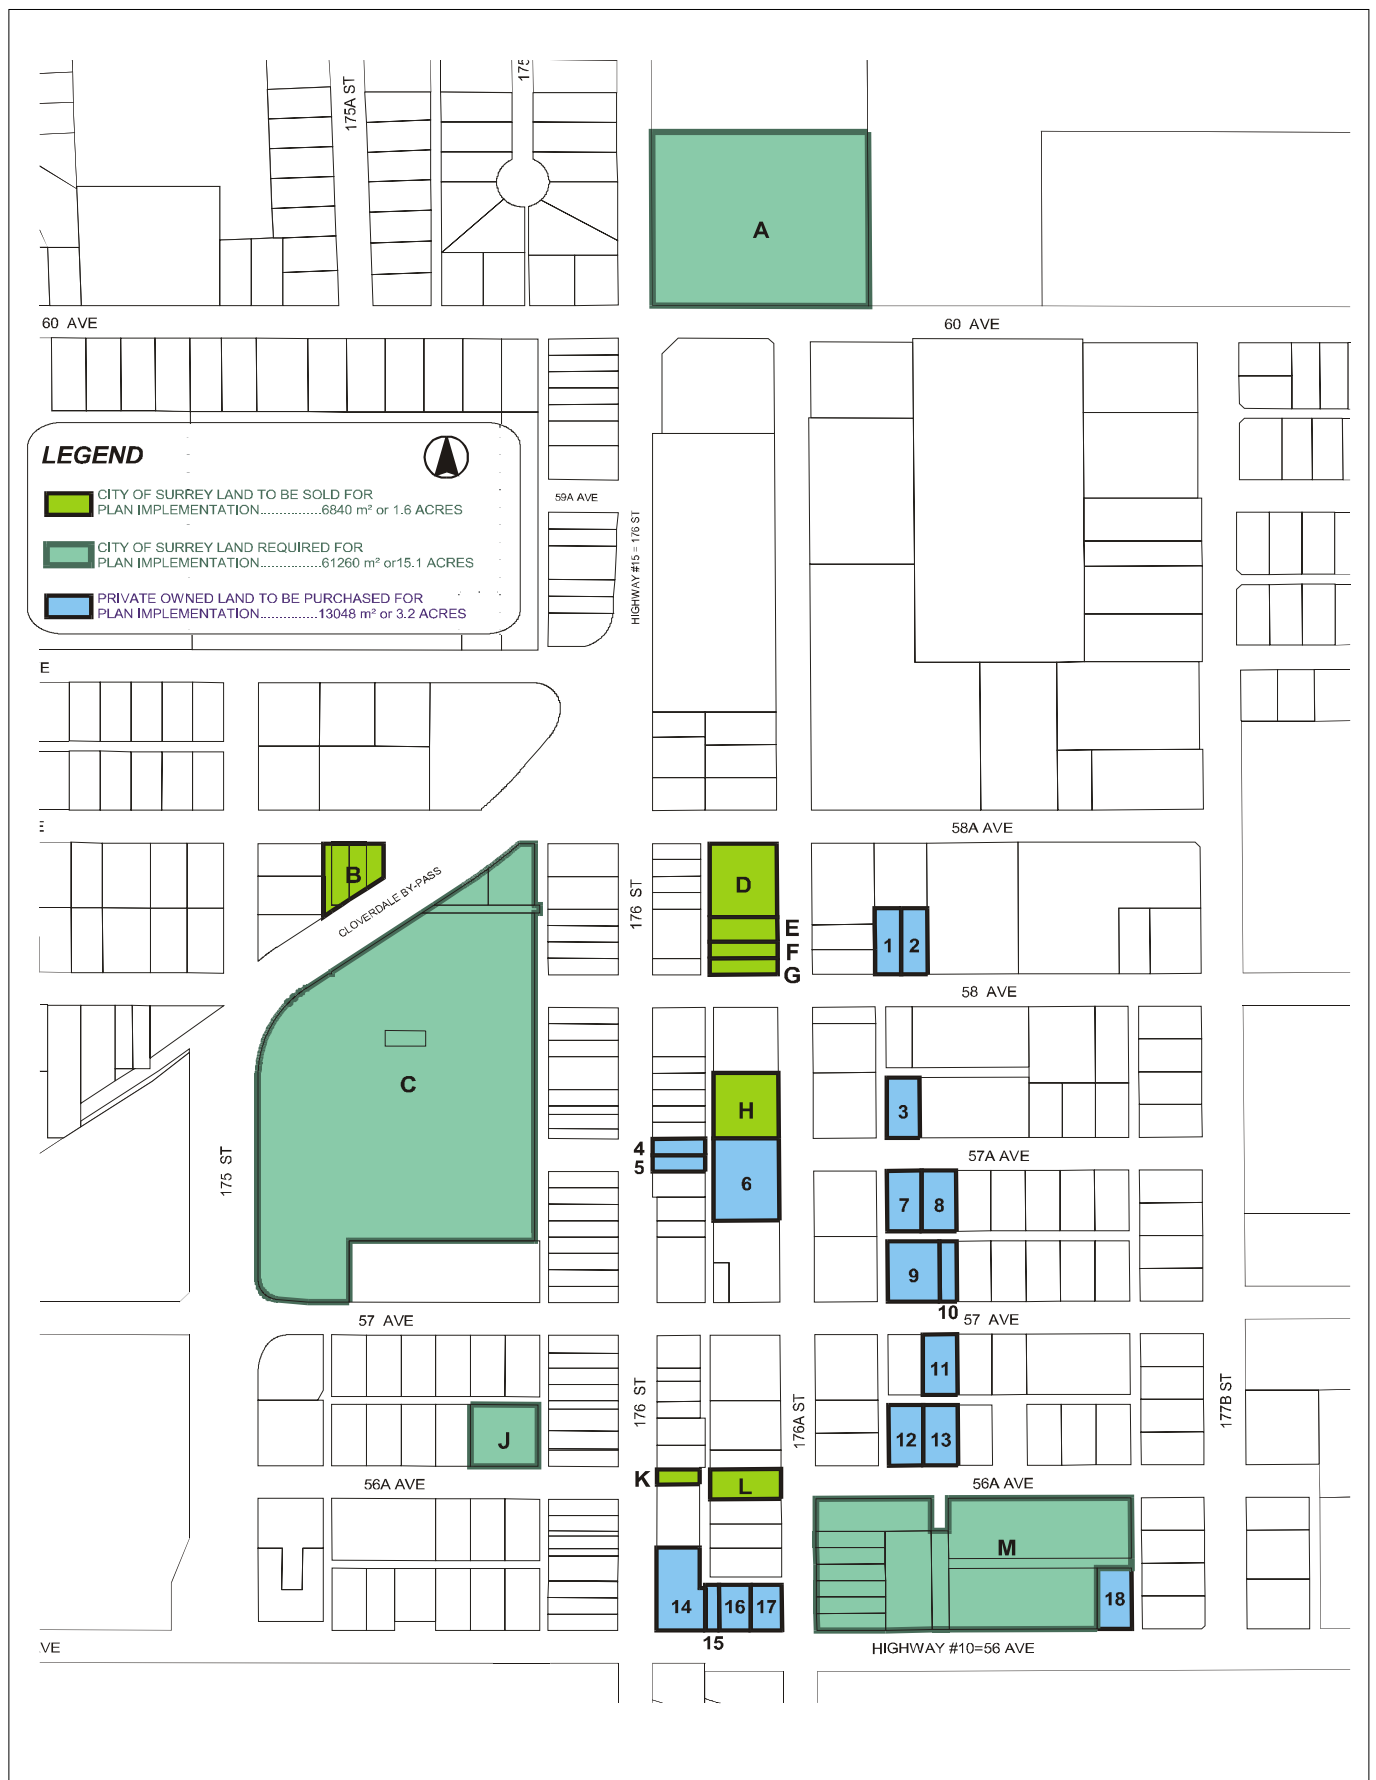 175A ST
175
A
60 AVE
60 AVE
LEGEND
CITY OF SURREY LAND TO BE SOLD FOR
PLAN IMPLEMENTATION...............6840 m² or 1.6 ACRES
CITY OF SURREY LAND REQUIRED FOR
PLAN IMPLEMENTATION...............61260 m² or15.1 ACRES
PRIVATE OWNED LAND TO BE PURCHASED FOR
PLAN IMPLEMENTATION..............13048 m² or 3.2 ACRES
59A AVE
HIGHWAY #15 = 176 ST
E
E
58A AVE
B
CLOVERDALE BY-PASS
176 ST
D
E
F
G
1
2
58 AVE
C
H
3
4
5
6
57A AVE
175 ST
7
8
9
10
57 AVE
57 AVE
11
176 ST
176A ST
177B ST
J
12
13
K
L
56A AVE
56A AVE
M
14
15
16
17
18
VE
HIGHWAY #10=56 AVE